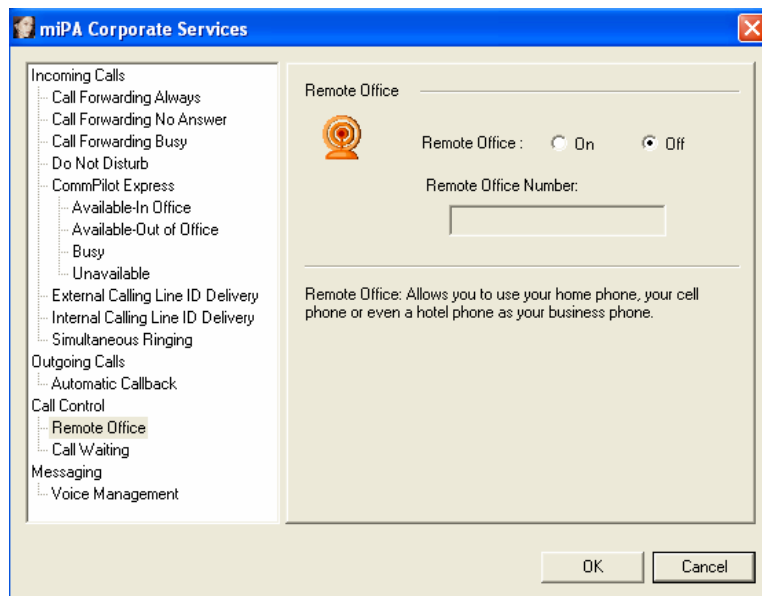 miPA Corporate Services
Incoming Calls
Call Forwarding Always
Call Forwarding No Answer
Call Forwarding Busy
Do Not Disturb
CommPilot Express
Available-In Office
Available-Out of Office
Busy
Unavailable
External Calling Line ID Delivery
Internal Calling Line ID Delivery
Simultaneous Ringing
Outgoing Calls
Automatic Callback
Call Control
Remote Office
Call Waiting
Messaging
Voice Management
Remote Office
Remote Office : On Off
Remote Office Number:
Remote Office: Allows you to use your home phone, your cell
phone or even a hotel phone as your business phone.
OK Cancel